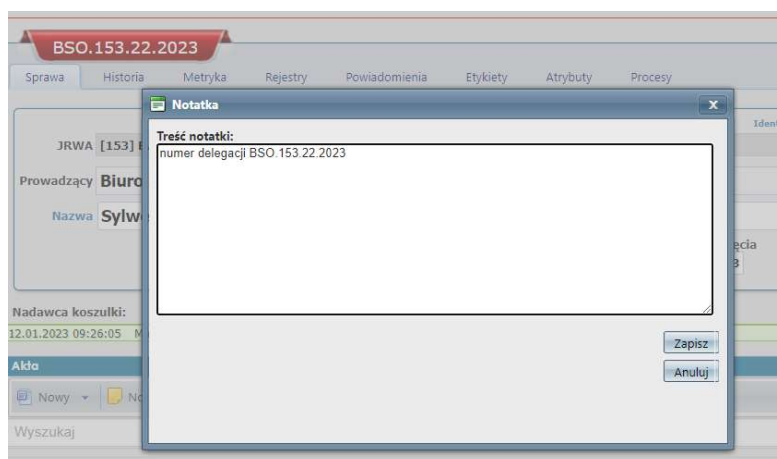 BSO.153.22.2023
Sprawa Historia Metryka Rejestry Powiadomienia Etykiety Atrybuty Procesy
Notatka x
Treść notatki:
numer delegacji BSO.153.22.2023
JRWA [153]
Prowadzący Biuro
Nazwa
Nadawca koszulki:
12.01.2023 09:26:05
Zapisz
Akta
Anuluj
Nowy
Wyszukaj